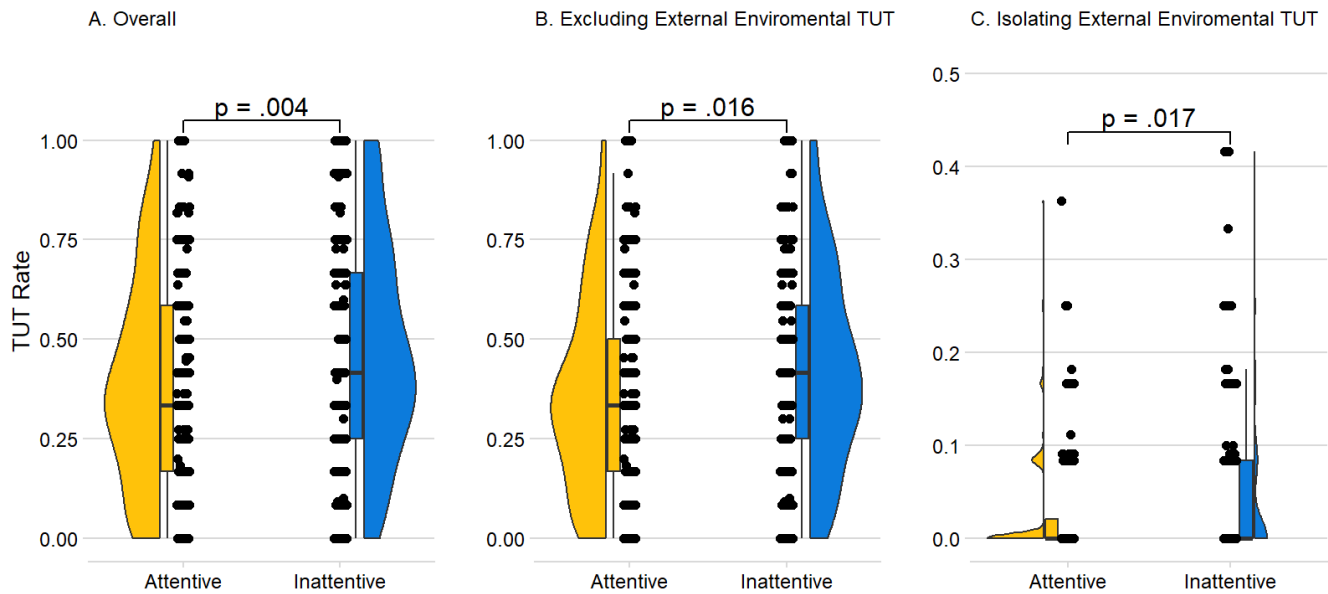 A. Overall
B. Excluding External Enviromental TUT
C. Isolating External Enviromental TUT
TUT Rate
p = .004
1.00
0.75
0.50
0.25
0.00
Attentive
Inattentive
p = .016
1.00
0.75
0.50
0.25
0.00
Attentive
Inattentive
p = .017
0.5
0.4
0.3
0.2
0.1
0.0
Attentive
Inattentive